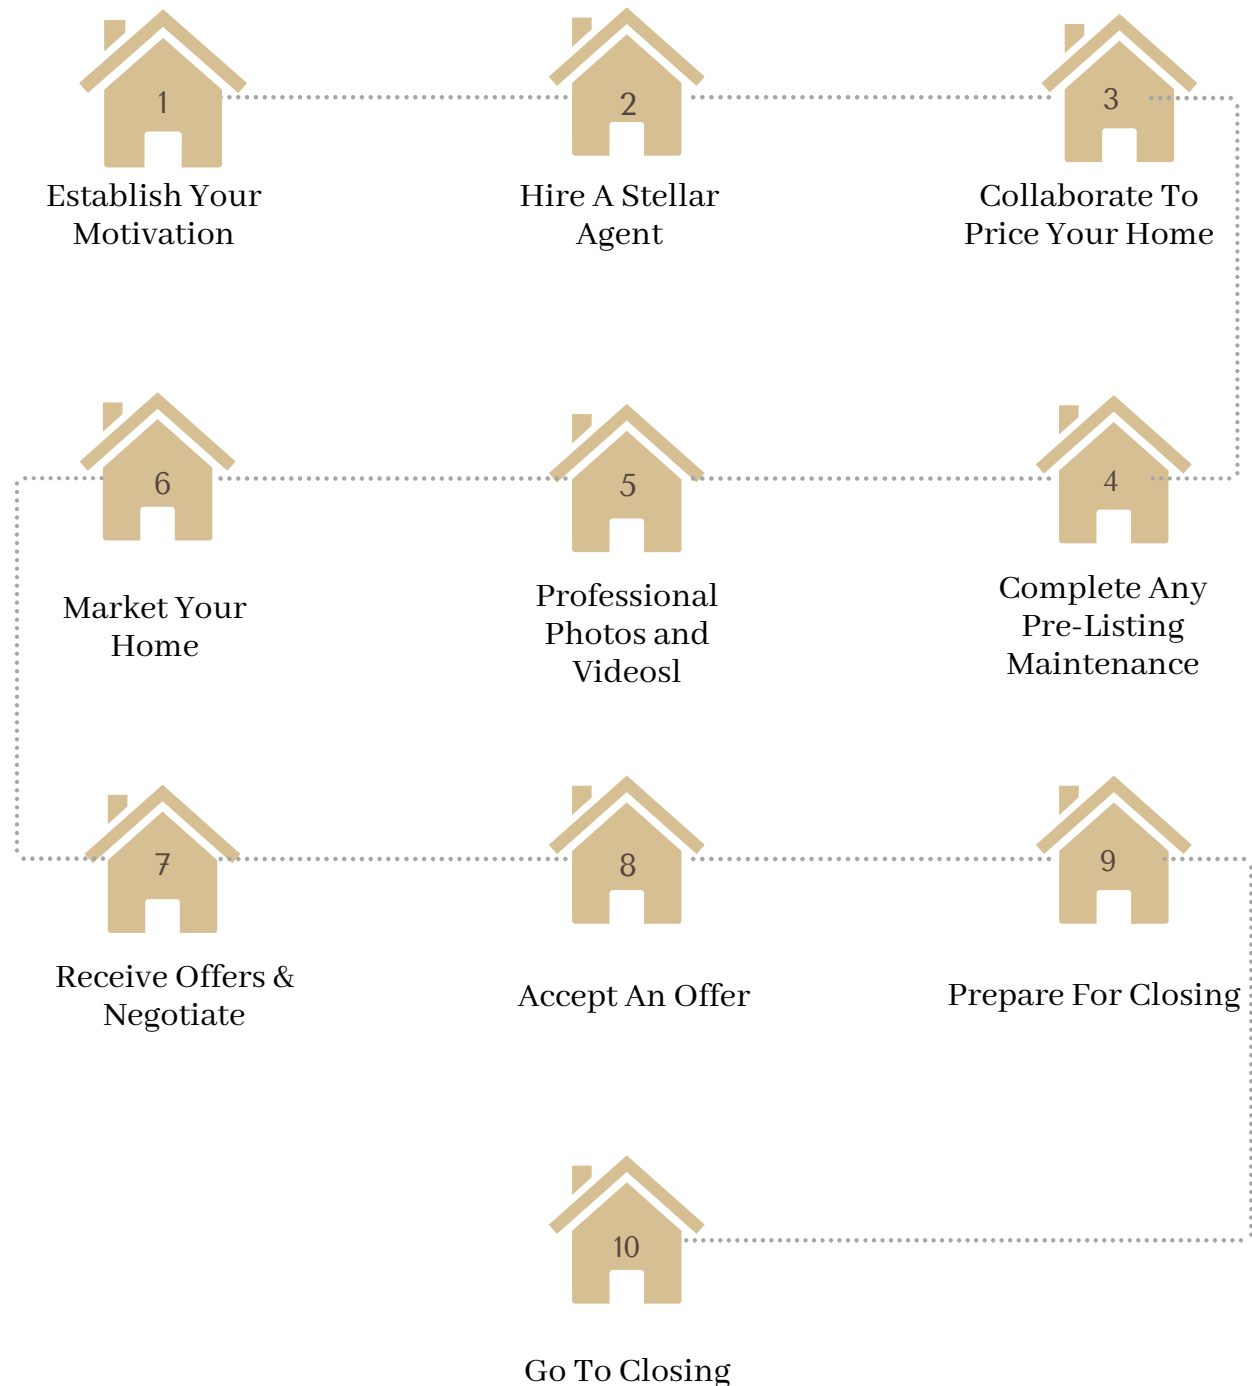 1
Establish Your
Motivation
2
Hire A Stellar
Agent
3
Collaborate To
Price Your Home
4
Complete Any
Pre-Listing
Maintenance
5
Professional
Photos and
Videosl
6
Market Your
Home
7
Receive Offers &
Negotiate
8
Accept An Offer
9
Prepare For Closing
10
Go To Closing